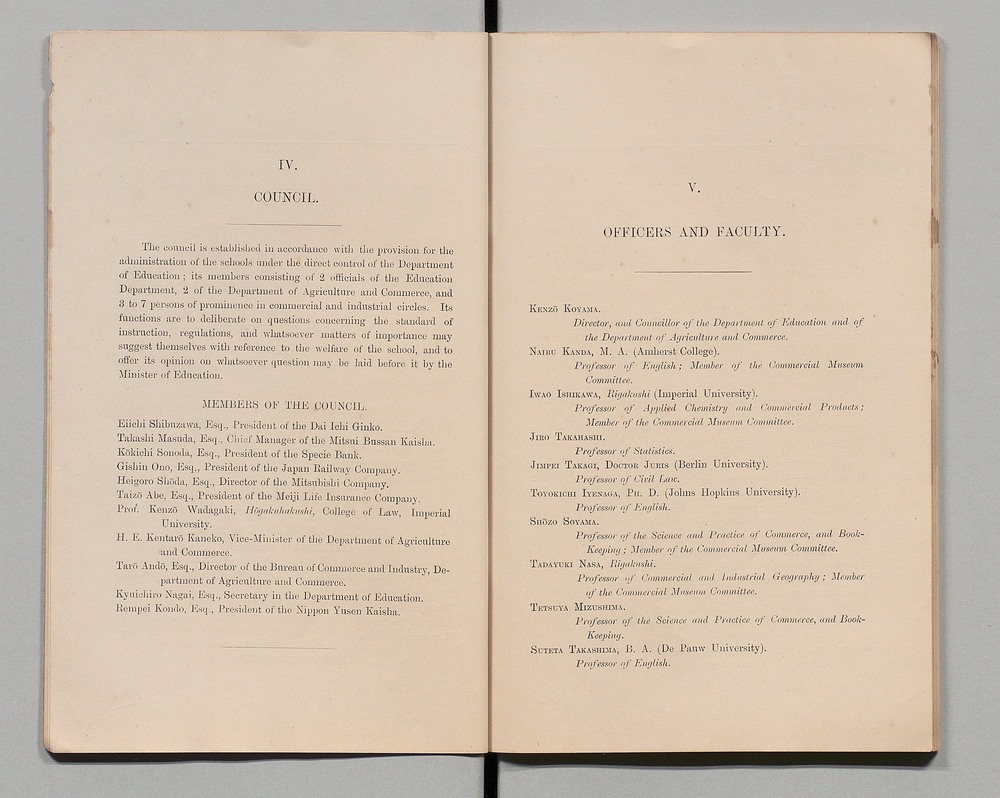 IV.
COUNCIL.
The council is established in accordance with the provision for the
administration of the schools under the direct control of the Department
of Education ; its members consisting of 2 officials of the Education
Department, 2 of the Department of Agriculture and Commerce, and
3 to 7 persons of prominence in commercial and industrial circles. Its
functions are to deliberate on questions concerning the standard of
instruction, regulations, and whatsoever matters of importance may
suggest themselves with reference to the welfare of the school, and to
offer its opinion on whatsoever question may be laid before it by the
Minister of Education.
MEMBERS OF THE COUNCIL.
Eiichi Shibuzawa, Esq., President of the Dai Ichi Ginko.
Takashi Masuda, Esq., Chief Manager of the Mitsui Bussan Kaisha.
Kōkichi Sonoda, Esq., President of the Specie Bank.
Gishin Ono, Esq., President of the Japan Railway Company.
Heigoro Shōda, Esq., Director of the Mitsubishi Company.
Taizō Abe, Esq., President of the Meiji Life Insurance Company.
Prof. Kenzō Wadagaki, Hōgakuhakushi, College of Law, Imperial
University.
H. E. Kentarō Kaneko, Vice-Minister of the Department of Agriculture
and Commerce.
Tarō Andō, Esq., Director of the Bureau of Commerce and Industry, De-
partment of Agriculture and Commerce.
Kyuichiro Nagai, Esq., Secretary in the Department of Education.
Rempei Kondo, Esq., President of the Nippon Yusen Kaisha.
V.
OFFICERS AND FACULTY.
KENZŌ KOYAMA.
Director, and Councillor of the Department of Education and of
the Department of Agriculture and Commerce.
NAIBU KANDA, M. A. (Amherst College).
Professor of English ; Member of the Commercial Museum
Committee.
IWAO ISHIKAWA, Rigakushi (Imperial University).
Professor of Applied Chemistry and Commercial Products ;
Member of the Commercial Museum Committee.
JIRO TAKAHASHI.
Professor of Statistics.
JIMPEI TAKAGI, DOCTOR JURIS (Berlin University).
Professor of Civil Law.
TOYOKICHI IYENAGA, PH. D. (Johns Hopkins University).
Professor of English.
SHŌZO SOYAMA.
Professor of the Science and Practice of Commerce, and Book-
Keeping ; Member of the Commercial Museum Committee.
TADAYUKI NASA, Rigakushi.
Professor of Commercial and Industrial Geography ; Member
of the Commercial Museum Committee.
TETSUYA MIZUSHIMA.
Professor of the Science and Practice of Commerce, and Book-
Keeping.
SUTETA TAKASHIMA, B. A. (De Pauw University).
Professor of English.